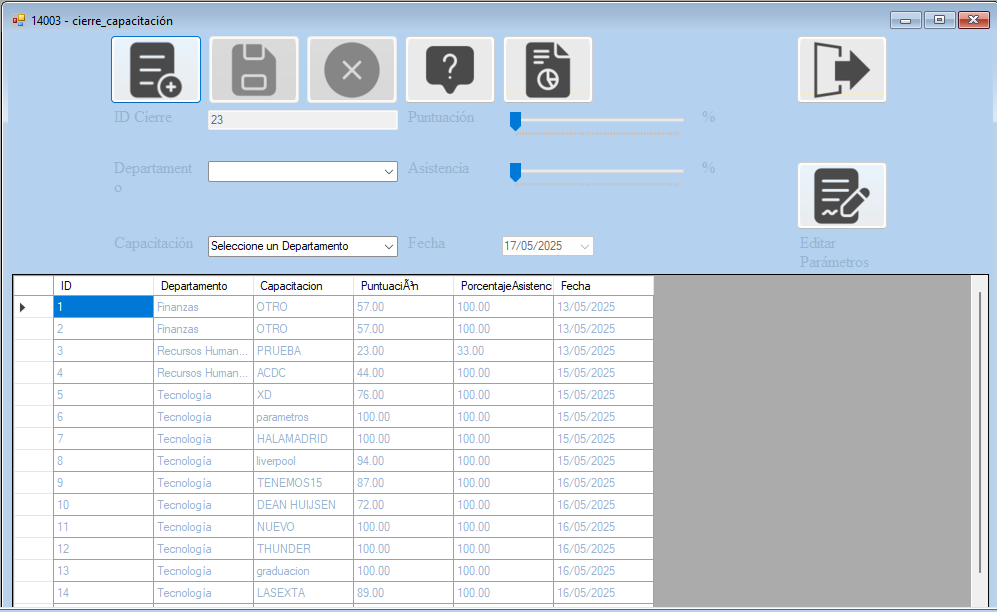 14003 - cierre_capacitación
ID Cierre 23 Puntuación %
Departament
o
Asistencia %
Capacitación Seleccione un Departamento Fecha 17/05/2025
Editar
Parámetros
ID Departamento Capacitacion PuntuaciÃ³n PorcentajeAsistenc Fecha
1 Finanzas OTRO 57.00 100.00 13/05/2025
2 Finanzas OTRO 57.00 100.00 13/05/2025
3 Recursos Human... PRUEBA 23.00 33.00 13/05/2025
4 Recursos Human... ACDC 44.00 100.00 15/05/2025
5 Tecnología XD 76.00 100.00 15/05/2025
6 Tecnología parametros 100.00 100.00 15/05/2025
7 Tecnología HALAMADRID 100.00 100.00 15/05/2025
8 Tecnología liverpool 94.00 100.00 15/05/2025
9 Tecnología TENEMOS15 87.00 100.00 16/05/2025
10 Tecnología DEAN HUIJSEN 72.00 100.00 16/05/2025
11 Tecnología NUEVO 100.00 100.00 16/05/2025
12 Tecnología THUNDER 100.00 100.00 16/05/2025
13 Tecnología graduacion 100.00 100.00 16/05/2025
14 Tecnología LASEXTA 89.00 100.00 16/05/2025